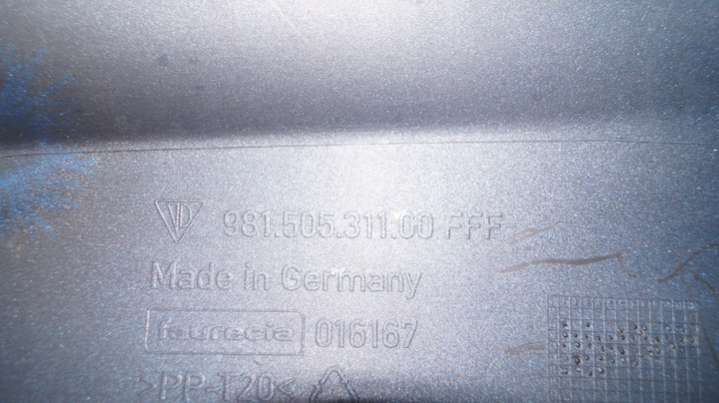 981.505.311.00 FFF
Made in Germany
faurecia 016167
>PP-T20<